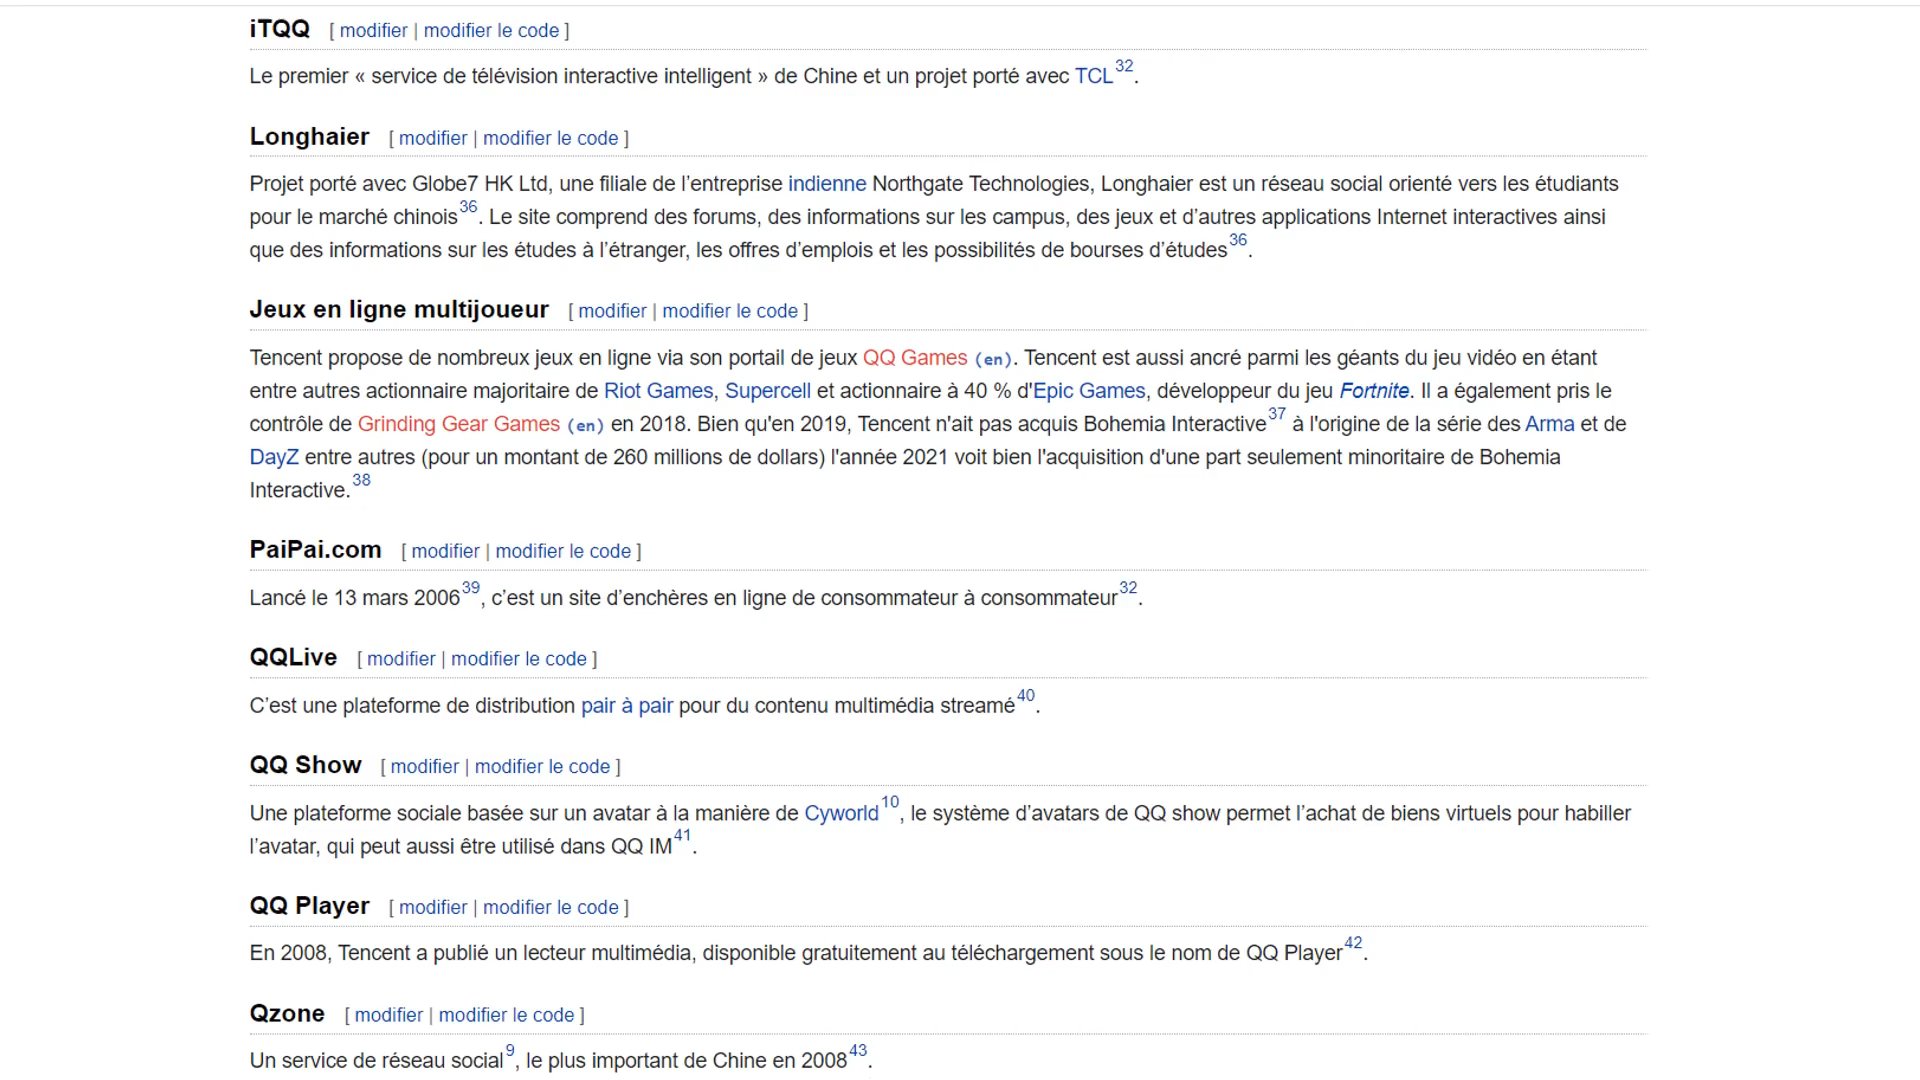 iTQQ [ modifier | modifier le code ]
Le premier « service de télévision interactive intelligent » de Chine et un projet porté avec TCL32.
Longhaier [ modifier | modifier le code ]
Projet porté avec Globe7 HK Ltd, une filiale de l’entreprise indienne Northgate Technologies, Longhaier est un réseau social orienté vers les étudiants
pour le marché chinois36. Le site comprend des forums, des informations sur les campus, des jeux et d’autres applications Internet interactives ainsi
que des informations sur les études à l’étranger, les offres d’emplois et les possibilités de bourses d’études36.
Jeux en ligne multijoueur [ modifier | modifier le code ]
Tencent propose de nombreux jeux en ligne via son portail de jeux QQ Games (en). Tencent est aussi ancré parmi les géants du jeu vidéo en étant
entre autres actionnaire majoritaire de Riot Games, Supercell et actionnaire à 40 % d'Epic Games, développeur du jeu Fortnite. Il a également pris le
contrôle de Grinding Gear Games (en) en 2018. Bien qu'en 2019, Tencent n'ait pas acquis Bohemia Interactive37 à l'origine de la série des Arma et de
DayZ entre autres (pour un montant de 260 millions de dollars) l'année 2021 voit bien l'acquisition d'une part seulement minoritaire de Bohemia
Interactive.38
PaiPai.com [ modifier | modifier le code ]
Lancé le 13 mars 200639, c’est un site d’enchères en ligne de consommateur à consommateur32.
QQLive [ modifier | modifier le code ]
C’est une plateforme de distribution pair à pair pour du contenu multimédia streamé40.
QQ Show [ modifier | modifier le code ]
Une plateforme sociale basée sur un avatar à la manière de Cyworld10, le système d’avatars de QQ show permet l’achat de biens virtuels pour habiller
l’avatar, qui peut aussi être utilisé dans QQ IM41.
QQ Player [ modifier | modifier le code ]
En 2008, Tencent a publié un lecteur multimédia, disponible gratuitement au téléchargement sous le nom de QQ Player42.
Qzone [ modifier | modifier le code ]
Un service de réseau social9, le plus important de Chine en 200843.